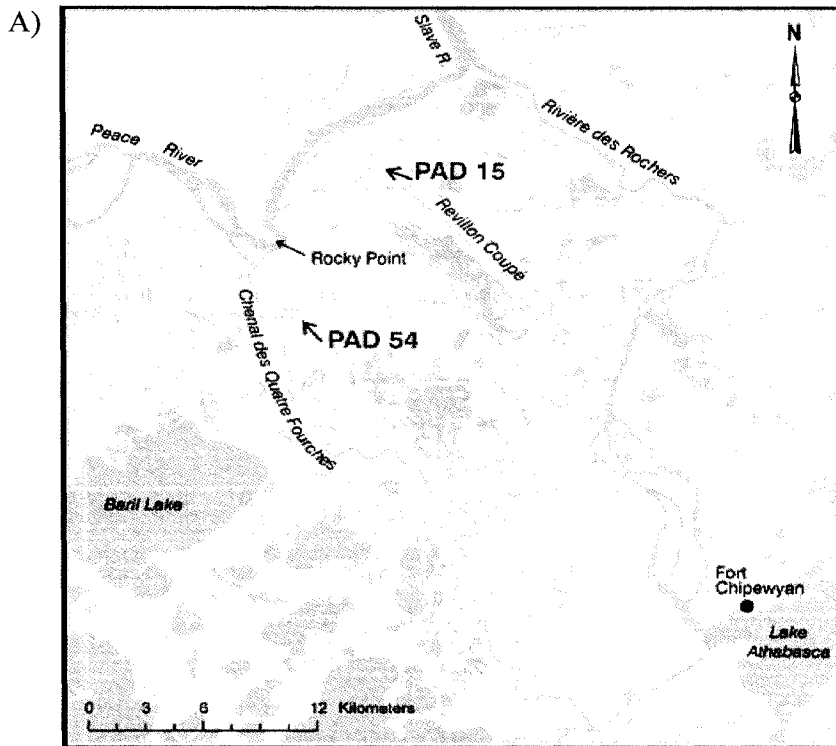 A)
Slave R.
N
Peace River
Rivière des Rochers
PAD 15
Revillon Coupé
Rocky Point
Chenal des Quatre Fourches
PAD 54
Baril Lake
Fort
Chipewyan
Lake
Athabasca
0 3 6 12 Kilometers